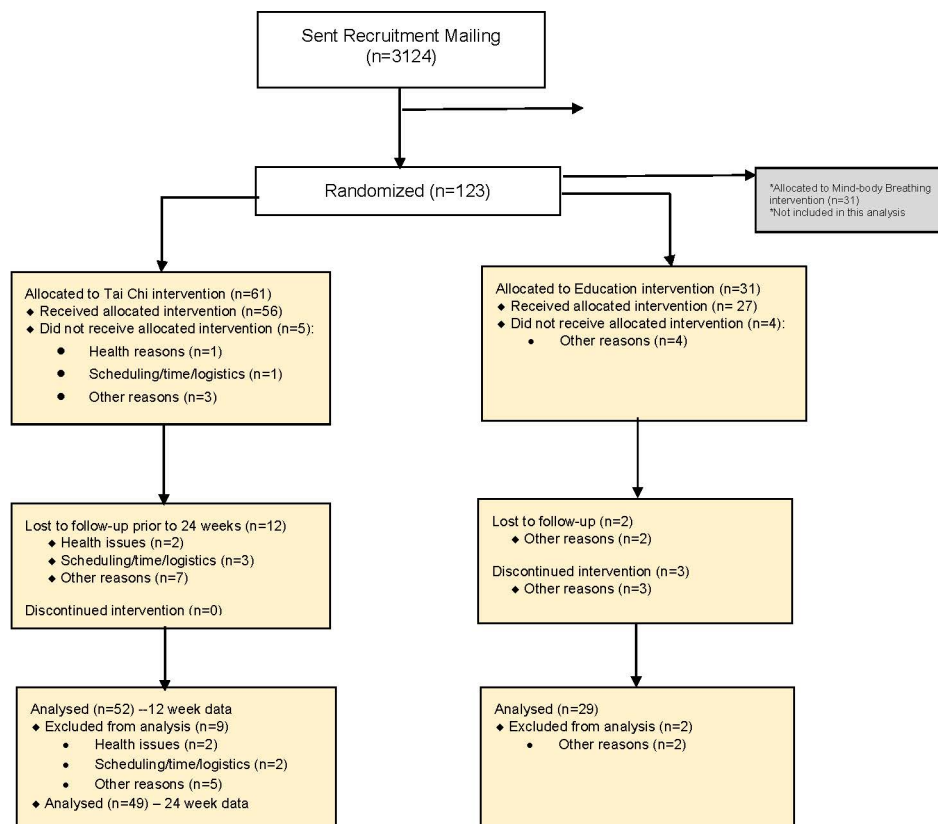 Sent Recruitment Mailing
(n=3124)
Randomized (n=123)
*Allocated to Mind-body Breathing
intervention (n=31)
*Not included in this analysis
Allocated to Tai Chi intervention (n=61)
◆ Received allocated intervention (n=56)
◆ Did not receive allocated intervention (n=5):
● Health reasons (n=1)
● Scheduling/time/logistics (n=1)
● Other reasons (n=3)
Allocated to Education intervention (n=31)
◆ Received allocated intervention (n= 27)
◆ Did not receive allocated intervention (n=4):
• Other reasons (n=4)
Lost to follow-up prior to 24 weeks (n=12)
◆ Health issues (n=2)
◆ Scheduling/time/logistics (n=3)
◆ Other reasons (n=7)
Discontinued intervention (n=0)
Lost to follow-up (n=2)
◆ Other reasons (n=2)
Discontinued intervention (n=3)
◆ Other reasons (n=3)
Analysed (n=52) --12 week data
◆ Excluded from analysis (n=9)
• Health issues (n=2)
• Scheduling/time/logistics (n=2)
• Other reasons (n=5)
◆ Analysed (n=49) – 24 week data
Analysed (n=29)
◆ Excluded from analysis (n=2)
• Other reasons (n=2)